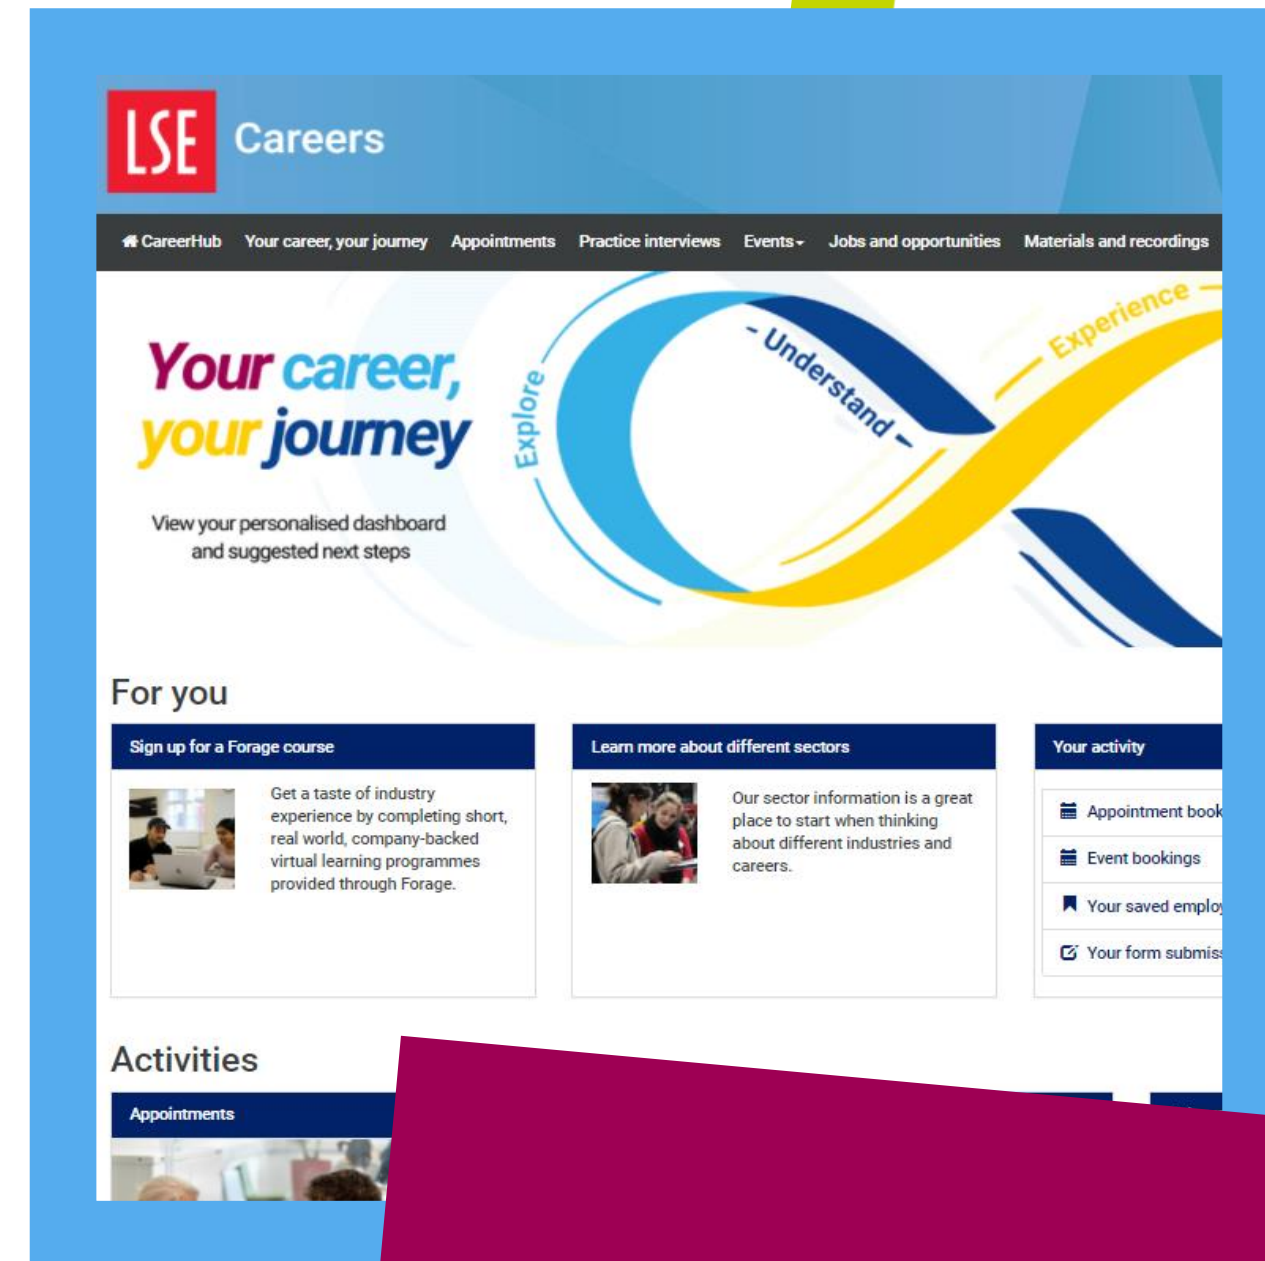 LSE
Careers
CareerHub Your career, your journey Appointments Practice interviews Events Jobs and opportunities Materials and recordings
Your career,
your journey
View your personalised dashboard
and suggested next steps
Explore
- Understand -
Experience
For you
Sign up for a Forage course
Get a taste of industry
experience by completing short,
real world, company-backed
virtual learning programmes
provided through Forage.
Learn more about different sectors
Our sector information is a great
place to start when thinking
about different industries and
careers.
Your activity
Appointment book
Event bookings
Your saved
Your form
Activities
Appointments